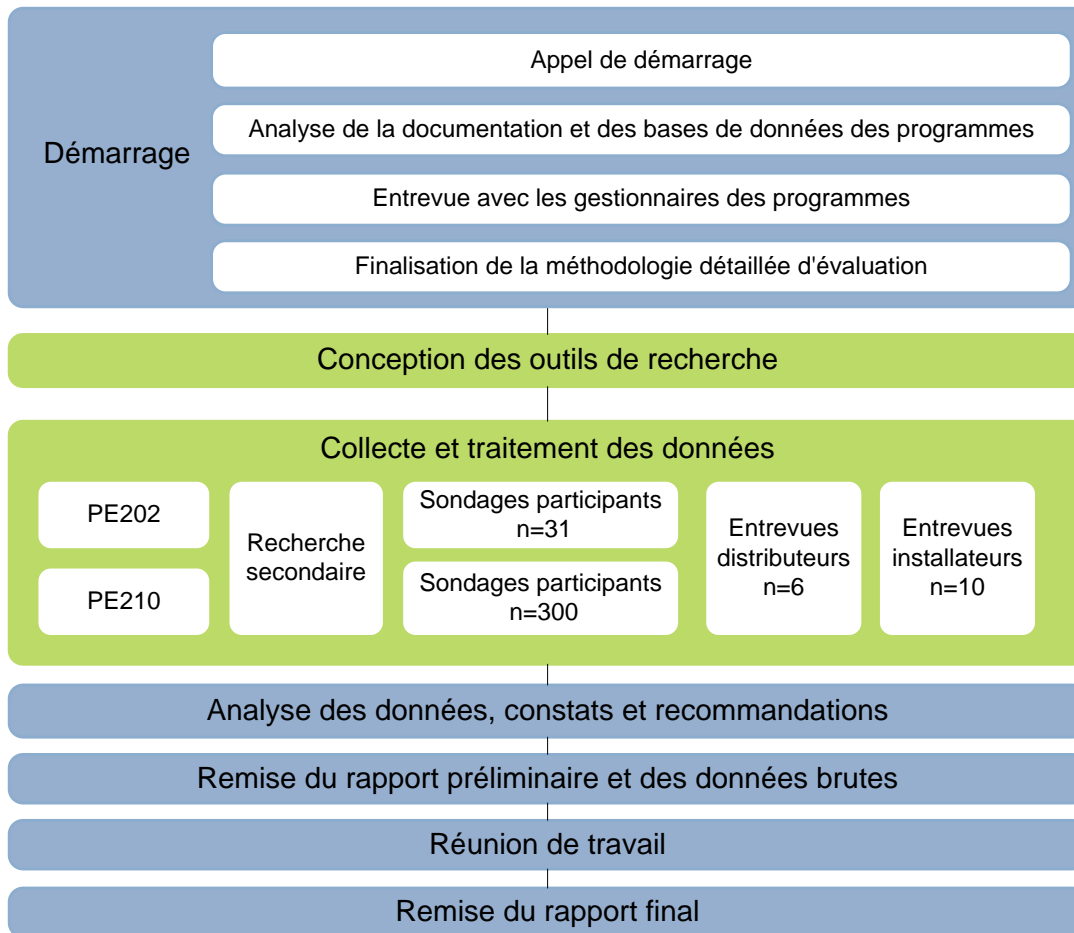 Démarrage
Appel de démarrage
Analyse de la documentation et des bases de données des programmes
Entrevue avec les gestionnaires des programmes
Finalisation de la méthodologie détaillée d'évaluation
Conception des outils de recherche
Collecte et traitement des données
PE202
PE210
Recherche
secondaire
Sondages participants
n=31
Sondages participants
n=300
Entrevues
distributeurs
n=6
Entrevues
installateurs
n=10
Analyse des données, constats et recommandations
Remise du rapport préliminaire et des données brutes
Réunion de travail
Remise du rapport final